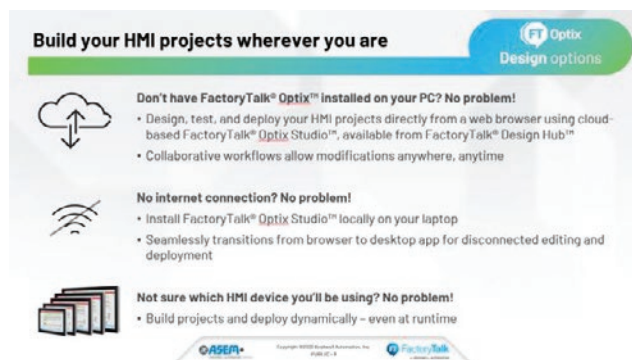 Build your HMI projects wherever you are
FT Optix
Design options
Don't have FactoryTalk® Optix™ installed on your PC? No problem!
• Design, test, and deploy your HMI projects directly from a web browser using cloud-
based FactoryTalk® Optix Studio™, available from FactoryTalk® Design Hub™
• Collaborative workflows allow modifications anywhere, anytime
No internet connection? No problem!
• Install FactoryTalk® Optix Studio™ locally on your laptop
• Seamlessly transitions from browser to desktop app for disconnected editing and
deployment
Not sure which HMI device you'll be using? No problem!
• Build projects and deploy dynamically – even at runtime
ASEM
Rockwell Automation, Inc.
FactoryTalk